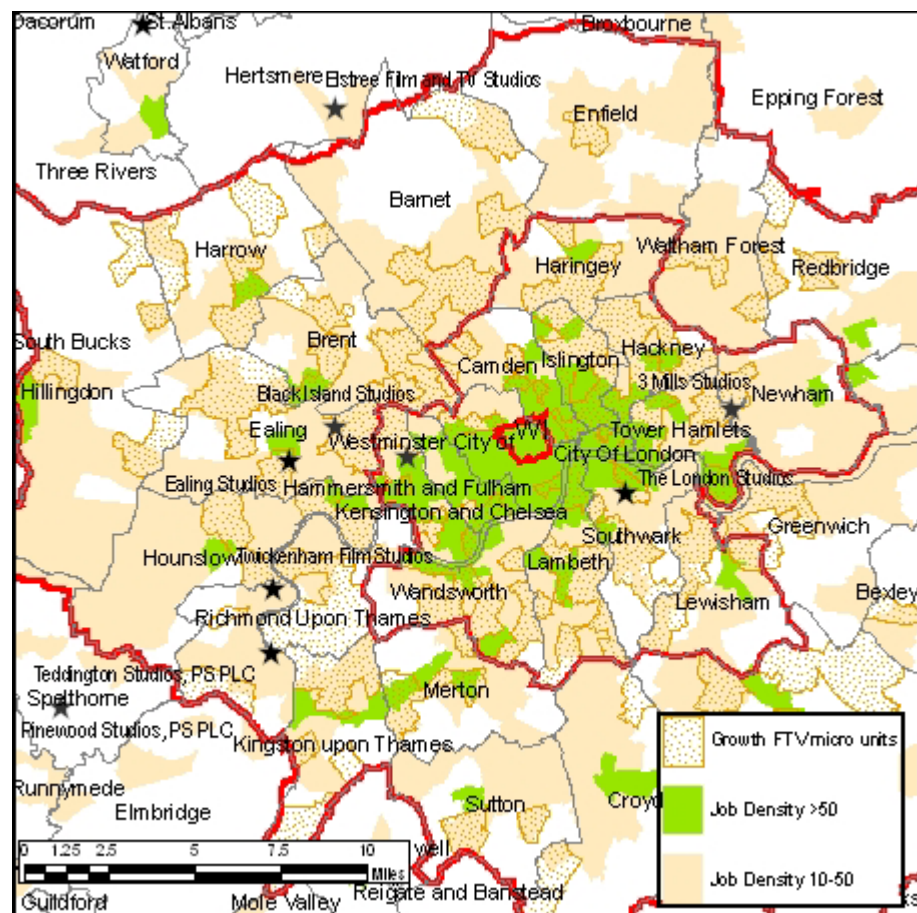 Dacorum
St.Albans
Broxbourne
Watford
Hertsmere
Elstree Film and TV Studios
Epping Forest
Enfield
Three Rivers
Barnet
Harrow
Haringey
Waltham Forest
Redbridge
South Bucks
Brent
Camden
Islington
Hackney
Hillingdon
Black Island Studios
3 Mills Studios
Newham
Ealing
Westminster City of
W1
Tower Hamlets
City Of London
Ealing Studios
Hammersmith and Fulham
The London Studios
Kensington and Chelsea
Greenwich
Hounslow
Twickenham Film Studios
Southwark
Lambeth
Wandsworth
Lewisham
Bexley
Richmond Upon Thames
Teddington Studios, PS PLC
Spelthorne
Merton
Pinewood Studios, PS PLC
Kingston upon Thames
Growth FTV micro units
Runnymede
Elmbridge
Sutton
Croyd
Job Density >50
0 1.25 2.5 5 7.5 10
Miles
well
Job Density 10-50
Guildford
Mole Valley
Reigate and Banstead